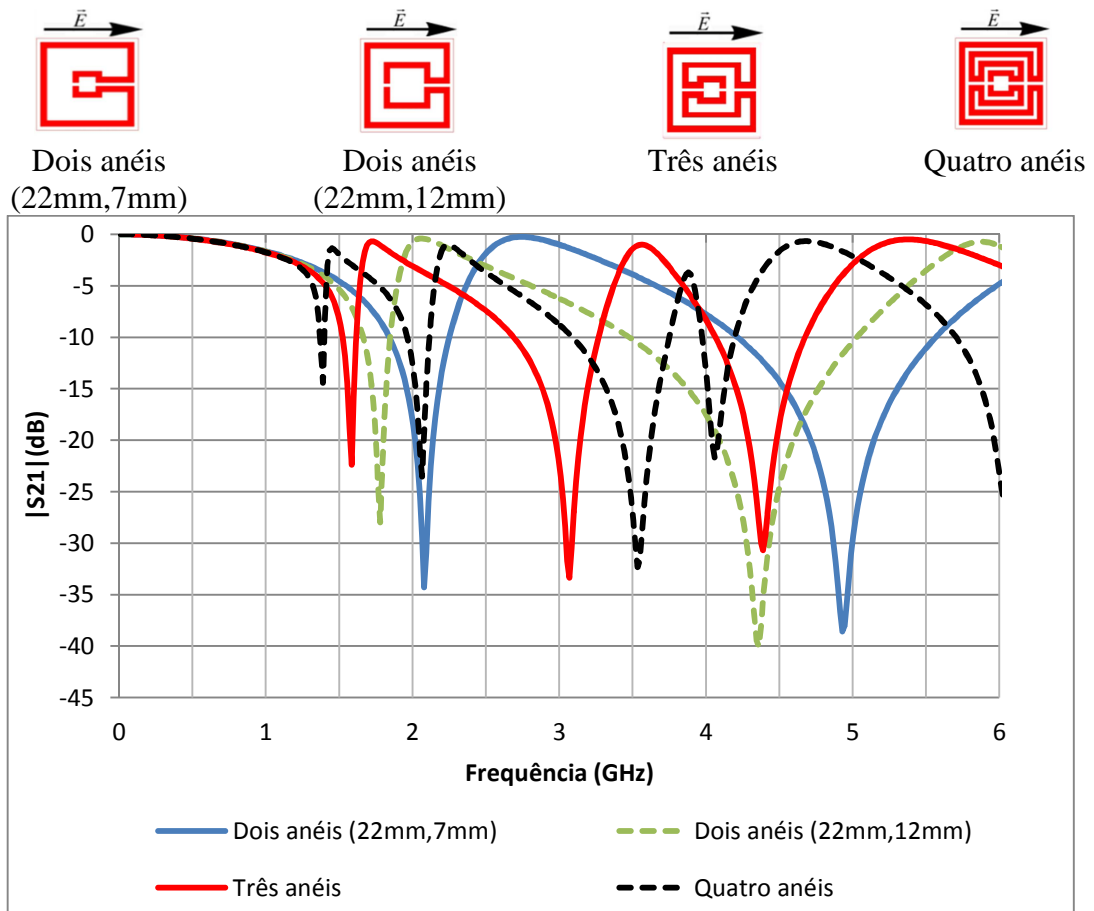 E E E E
Dois anéis Dois anéis Três anéis Quatro anéis
(22mm,7mm) (22mm,12mm)
0
-5
-10
-15
-20
-25
-30
-35
-40
-45
|S21|(dB)
0 1 2 3 4 5 6
Frequência (GHz)
Dois anéis (22mm,7mm) Dois anéis (22mm,12mm)
Três anéis Quatro anéis